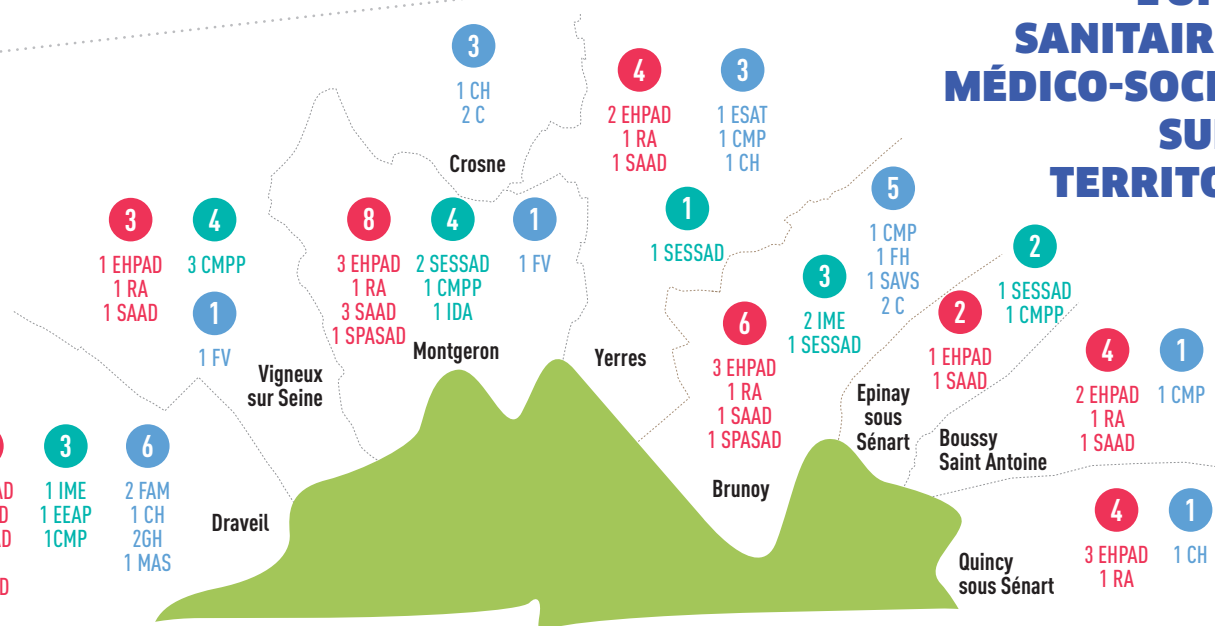 SANITAIR
MÉDICO-SOCI
SU
TERRITO
3
1 CH
2 C
Crosne
4
2 EHPAD
1 RA
1 SAAD
3
1 ESAT
1 CMP
1 CH
1
1 SESSAD
Yerres
3
1 EHPAD
1 RA
1 SAAD
4
3 CMPP
1
1 FV
Vigneux
sur Seine
8
3 EHPAD
1 RA
3 SAAD
1 SPASAD
4
2 SESSAD
1 CMPP
1 IDA
1
1 FV
Montgeron
6
3 EHPAD
1 RA
1 SAAD
1 SPASAD
3
2 IME
1 SESSAD
5
1 CMP
1 FH
1 SAVS
2 C
Brunoy
2
1 EHPAD
1 SAAD
2
1 SESSAD
1 CMPP
Epinay
sous
Sénart
4
2 EHPAD
1 RA
1 SAAD
1
1 CMP
Boussy
Saint Antoine
4
3 EHPAD
1 RA
1
1 CH
Quincy
sous Sénart
AD
D
D
D
3
1 IME
1 EEAP
1CMP
6
2 FAM
1 CH
2GH
1 MAS
Draveil